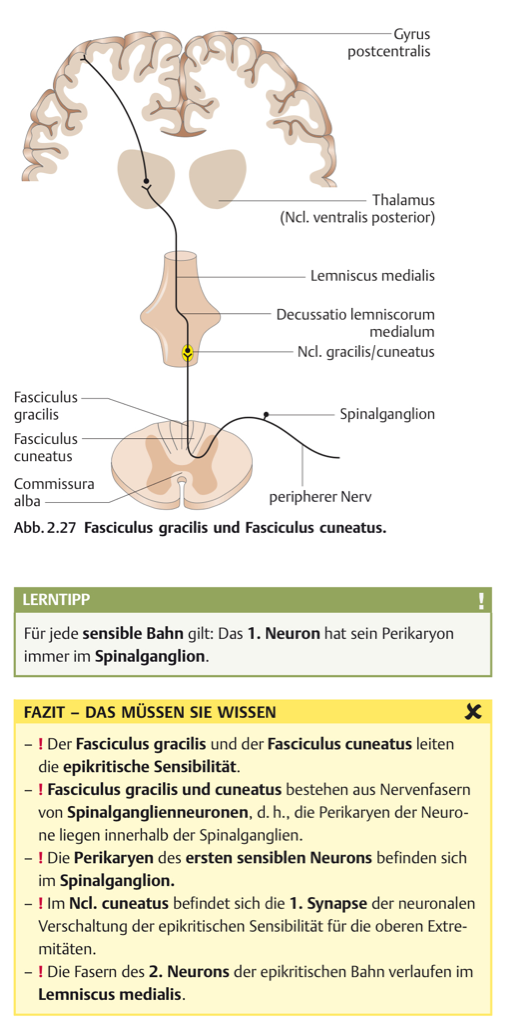 Gyrus
postcentralis
Thalamus
(Ncl. ventralis posterior)
Lemniscus medialis
Decussatio lemniscorum
medialum
Ncl. gracilis/cuneatus
Fasciculus
gracilis
Spinalganglion
Fasciculus
cuneatus
Commissura
alba
peripherer Nerv
Abb. 2.27 Fasciculus gracilis und Fasciculus cuneatus.
LERNTIPP !
Für jede sensible Bahn gilt: Das 1. Neuron hat sein Perikaryon
immer im Spinalganglion.
FAZIT – DAS MÜSSEN SIE WISSEN ✘
– ! Der Fasciculus gracilis und der Fasciculus cuneatus leiten
die epikritische Sensibilität.
– ! Fasciculus gracilis und cuneatus bestehen aus Nervenfasern
von Spinalganglienneuronen, d. h., die Perikaryen der Neuro-
ne liegen innerhalb der Spinalganglien.
– ! Die Perikaryen des ersten sensiblen Neurons befinden sich
im Spinalganglion.
– ! Im Ncl. cuneatus befindet sich die 1. Synapse der neuronalen
Verschaltung der epikritischen Sensibilität für die oberen Extre-
mitäten.
– ! Die Fasern des 2. Neurons der epikritischen Bahn verlaufen im
Lemniscus medialis.